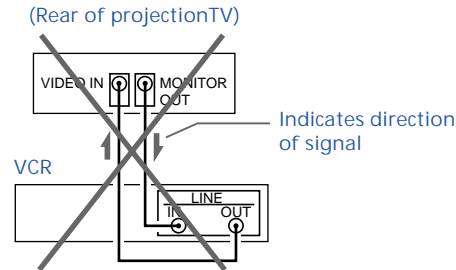 (Rear of projectionTV)
VIDEO IN
MONITOR
OUT
Indicates direction
of signal
VCR
LINE
IN
OUT